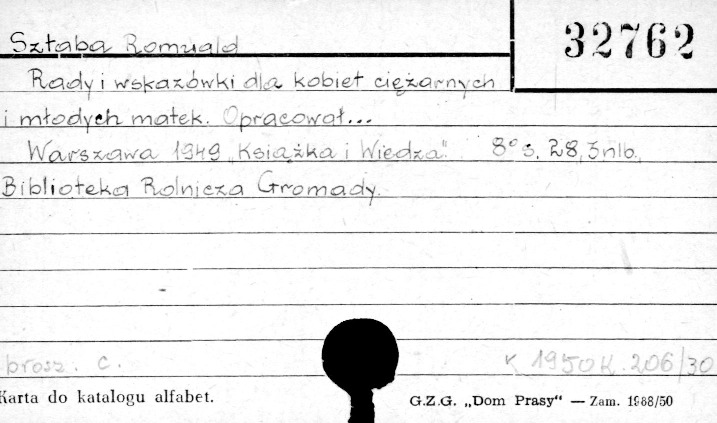 32762
Sztaba Romuald
Rady i wskazówki dla kobiet ciężarnych
i młodych matek. Opracował...
Warszawa 1949 „Książka i Wiedza". 8° s. 28, 3 nlb.
Biblioteka Rolnicza Gromady.
brosz. c. K 1950 K. 206/30
Karta do katalogu alfabet. G.Z.G. „Dom Prasy" — Zam. 1988/50